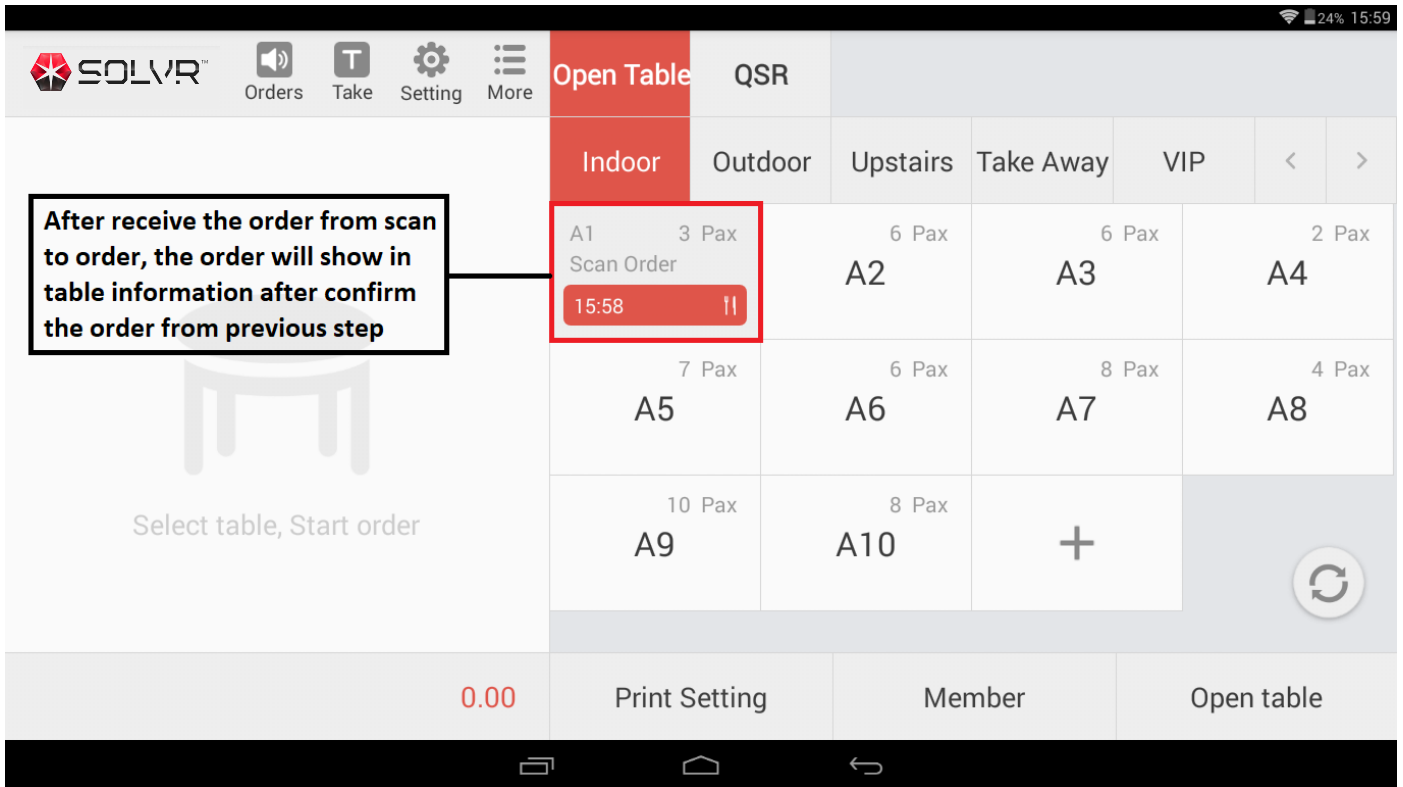 24% 15:59
SOLVR™
Orders
T
Take
Setting
More
Open Table
QSR
Indoor
Outdoor
Upstairs
Take Away
VIP
<
>
After receive the order from scan
to order, the order will show in
table information after confirm
the order from previous step
A1 3 Pax
Scan Order
15:58
6 Pax
A2
6 Pax
A3
2 Pax
A4
7 Pax
A5
6 Pax
A6
8 Pax
A7
4 Pax
A8
10 Pax
A9
8 Pax
A10
+
Select table, Start order
0.00
Print Setting
Member
Open table